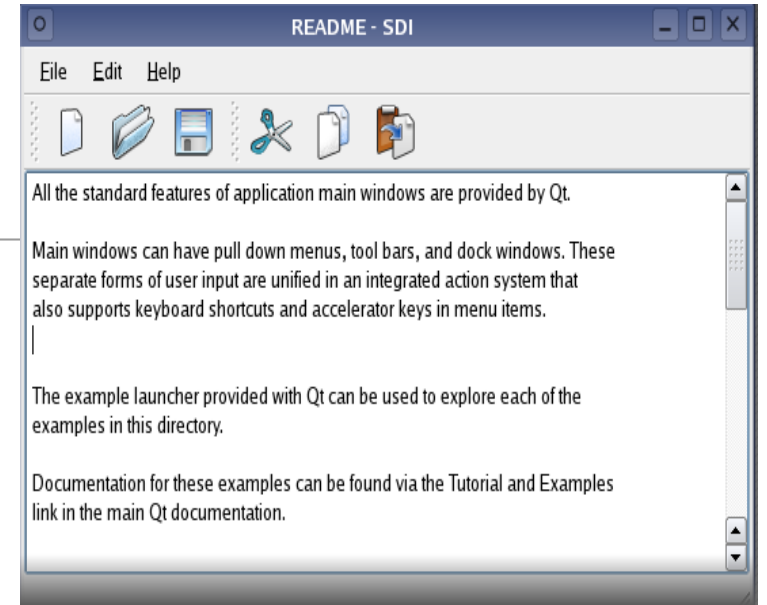 README - SDI
File Edit Help
All the standard features of application main windows are provided by Qt.
Main windows can have pull down menus, tool bars, and dock windows. These
separate forms of user input are unified in an integrated action system that
also supports keyboard shortcuts and accelerator keys in menu items.
The example launcher provided with Qt can be used to explore each of the
examples in this directory.
Documentation for these examples can be found via the Tutorial and Examples
link in the main Qt documentation.